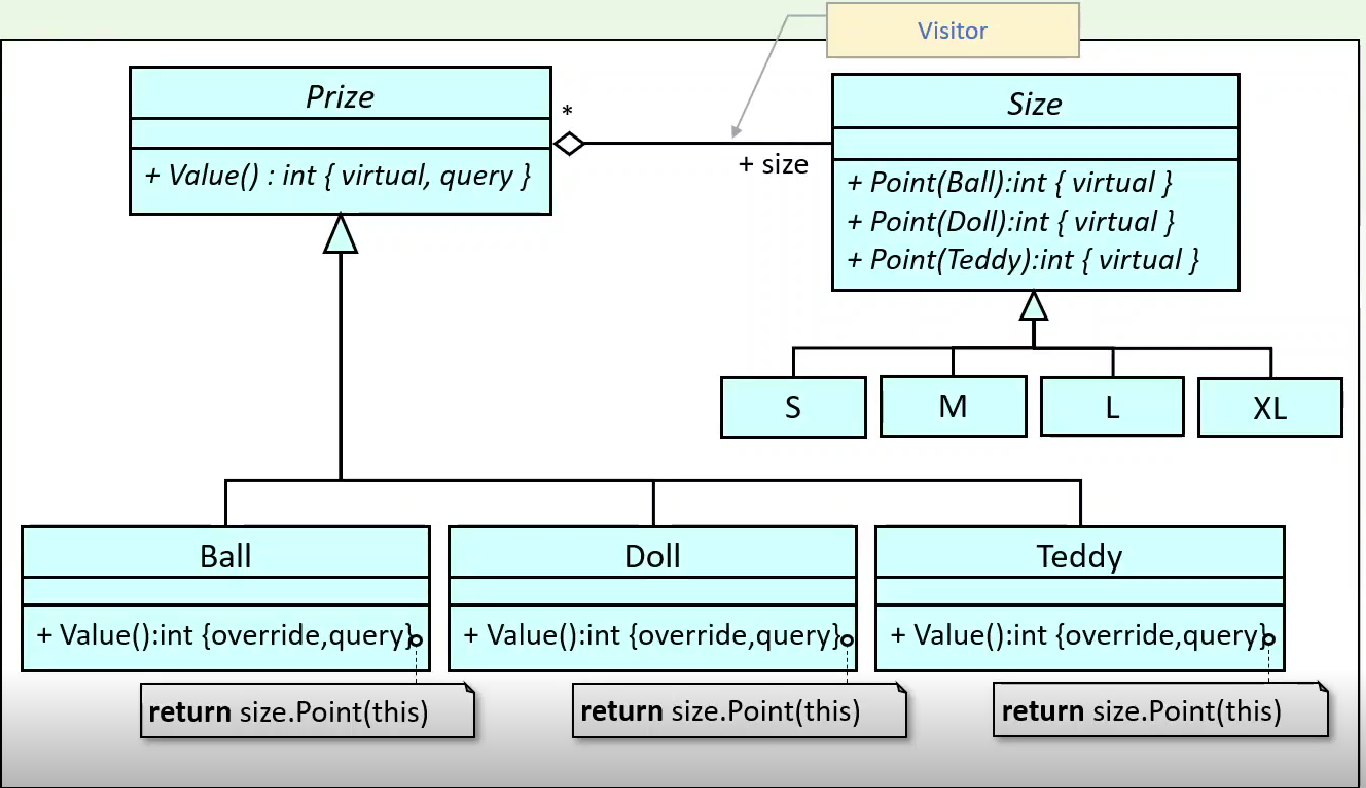 Visitor
Prize
*
Size
+ Value() : int { virtual, query }
+ size
+ Point(Ball):int { virtual }
+ Point(Doll):int { virtual }
+ Point(Teddy):int { virtual }
S
M
L
XL
Ball
Doll
Teddy
+ Value():int {override,query}
+ Value():int {override,query}
+ Value():int {override,query}
return size.Point(this)
return size.Point(this)
return size.Point(this)